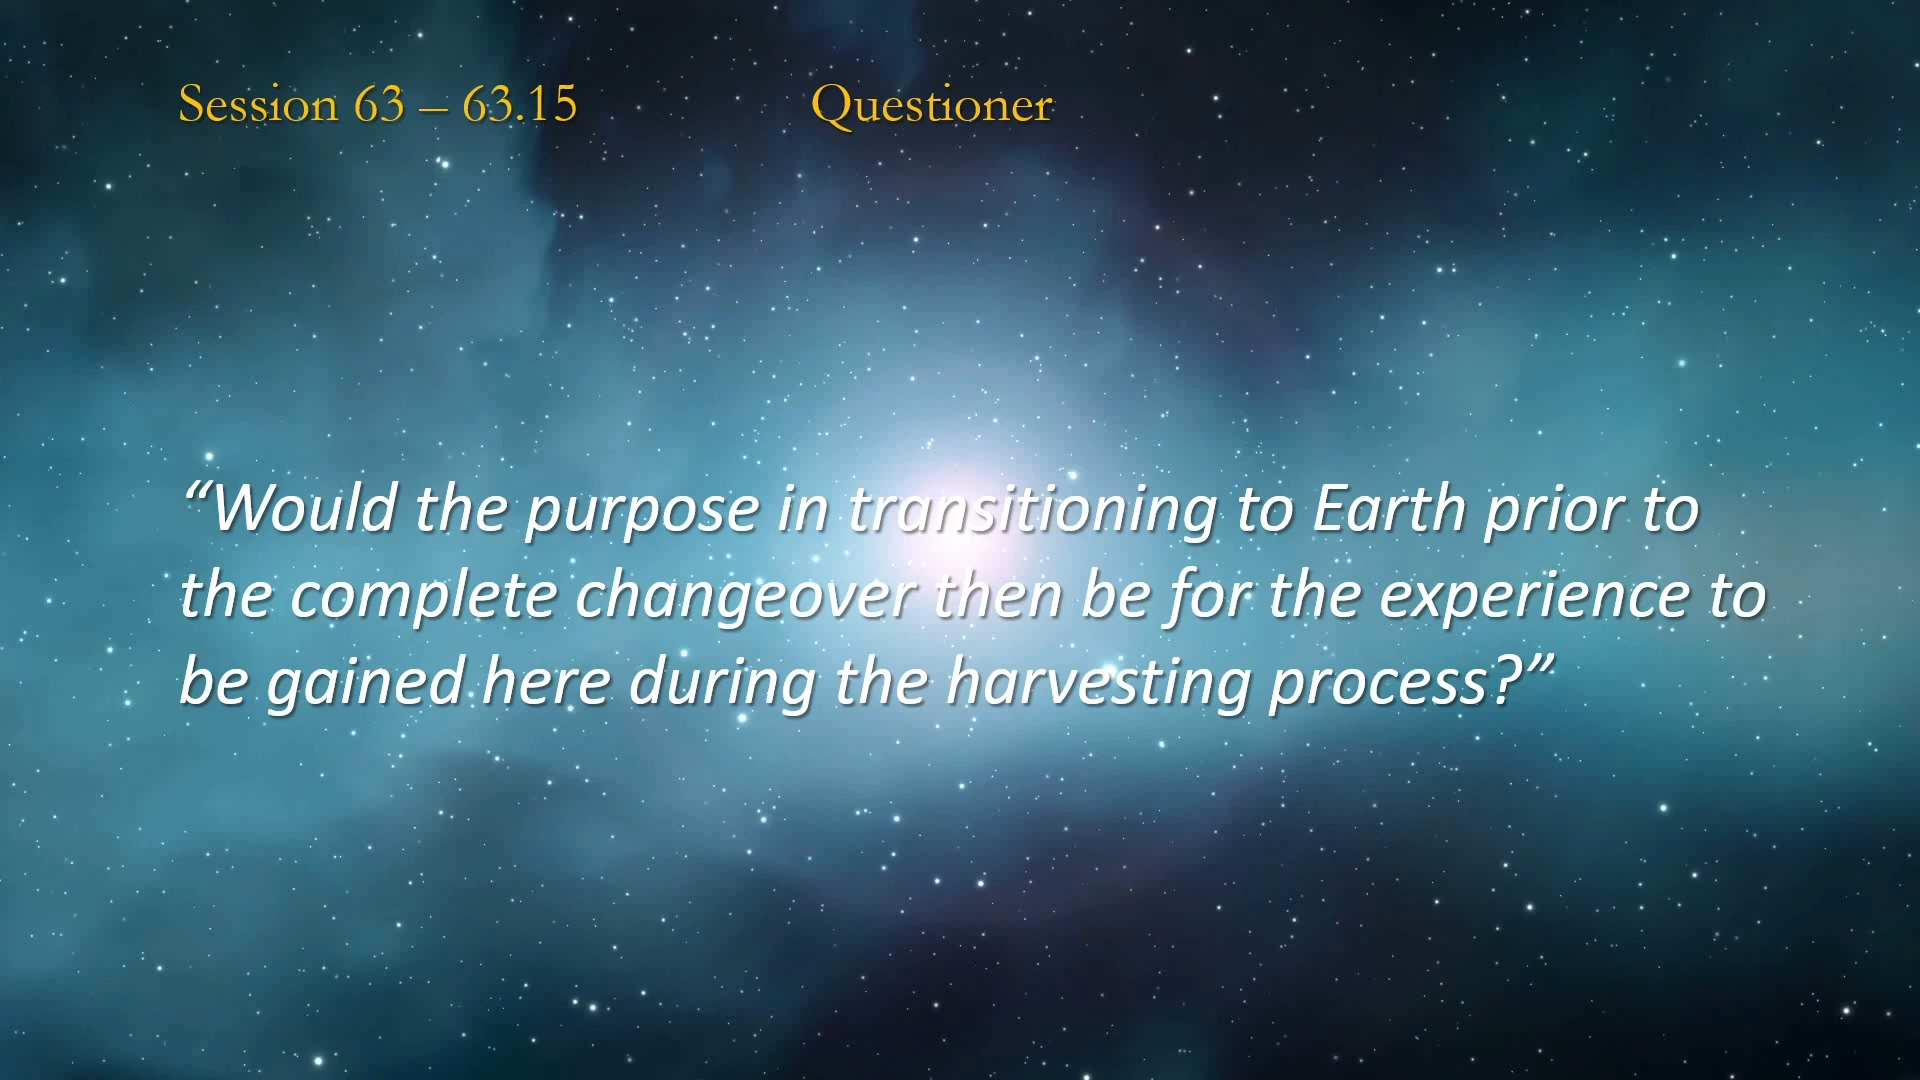 Session 63 – 63.15 Questioner
“Would the purpose in transitioning to Earth prior to
the complete changeover then be for the experience to
be gained here during the harvesting process?”